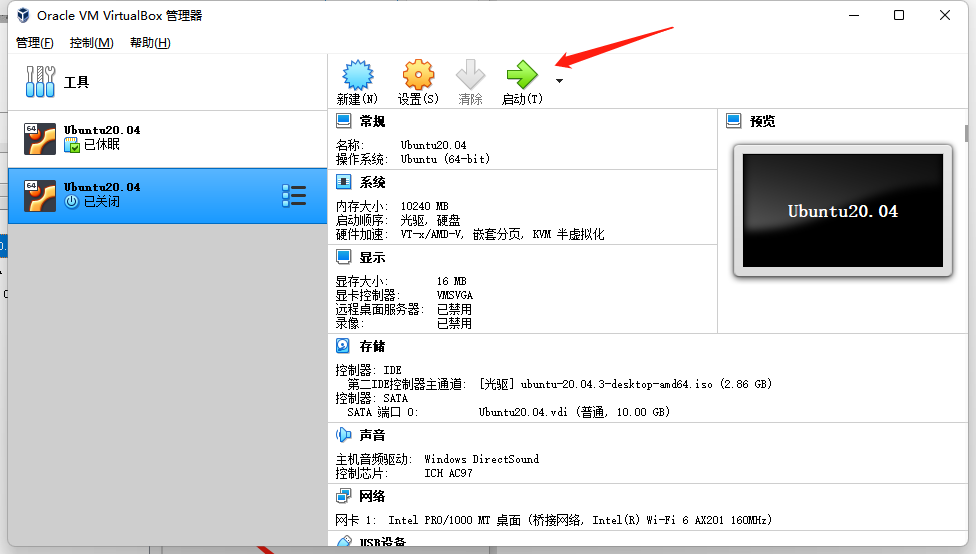 Oracle VM VirtualBox 管理器
管理(F) 控制(M) 帮助(H)
工具
64
Ubuntu20.04
已休眠
64
Ubuntu20.04
已关闭
新建(N) 设置(S) 清除 启动(T)
常规
名称: Ubuntu20.04
操作系统: Ubuntu (64-bit)
系统
内存大小: 10240 MB
启动顺序: 光驱, 硬盘
硬件加速: VT-x/AMD-V, 嵌套分页, KVM 半虚拟化
显示
显存大小: 16 MB
显卡控制器: VMSVGA
远程桌面服务器: 已禁用
录像: 已禁用
预览
Ubuntu20.04
存储
控制器: IDE
第二IDE控制器主通道: [光驱] ubuntu-20.04.3-desktop-amd64.iso (2.86 GB)
控制器: SATA
SATA 端口 0: Ubuntu20.04.vdi (普通, 10.00 GB)
声音
主机音频驱动: Windows DirectSound
控制芯片: ICH AC97
网络
网卡 1: Intel PRO/1000 MT 桌面 (桥接网络, Intel(R) Wi-Fi 6 AX201 160MHz)
USB设备